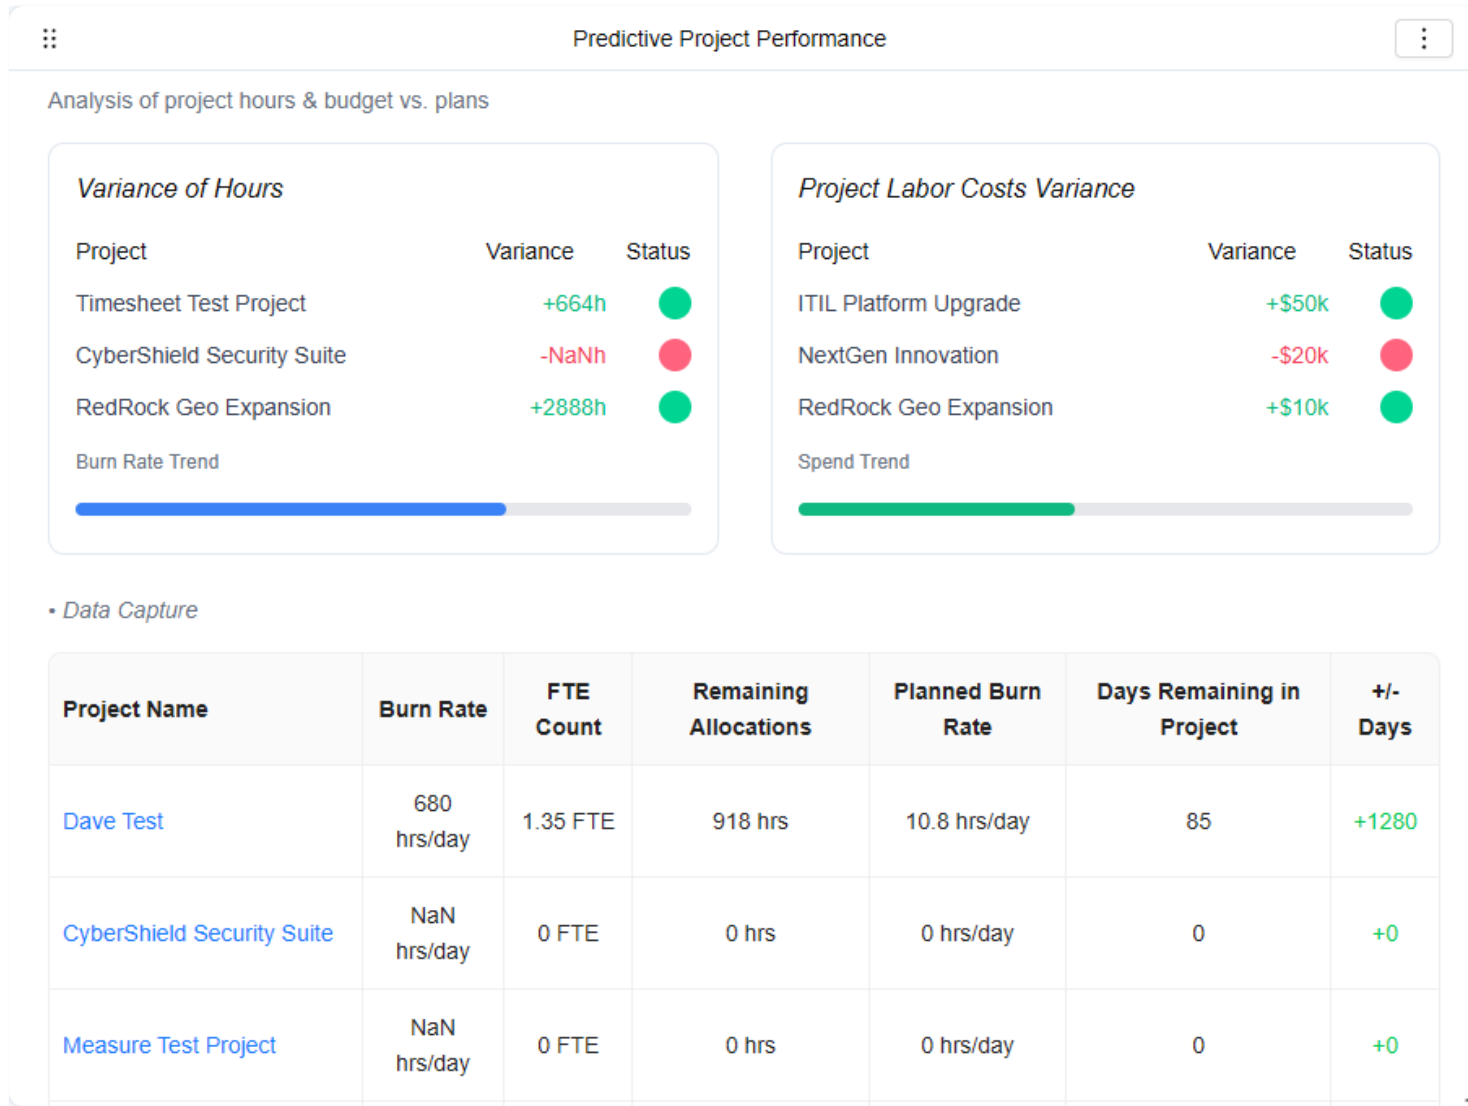 Predictive Project Performance
Analysis of project hours & budget vs. plans
Variance of Hours
Project Variance Status
Timesheet Test Project +664h
CyberShield Security Suite -NaNh
RedRock Geo Expansion +2888h
Burn Rate Trend
Project Labor Costs Variance
Project Variance Status
ITIL Platform Upgrade +$50k
NextGen Innovation -$20k
RedRock Geo Expansion +$10k
Spend Trend
• Data Capture
Project Name Burn Rate FTE Count Remaining Allocations Planned Burn Rate Days Remaining in Project +/- Days
Dave Test 680 hrs/day 1.35 FTE 918 hrs 10.8 hrs/day 85 +1280
CyberShield Security Suite NaN hrs/day 0 FTE 0 hrs 0 hrs/day 0 +0
Measure Test Project NaN hrs/day 0 FTE 0 hrs 0 hrs/day 0 +0